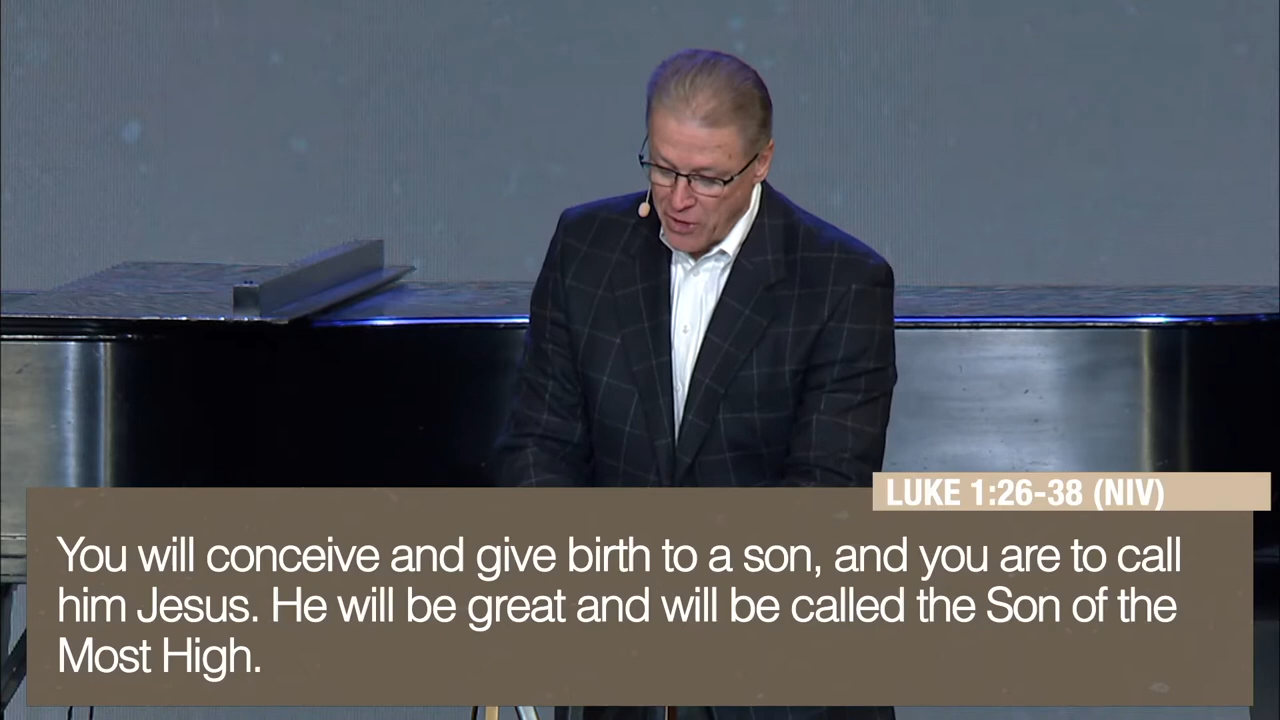 LUKE 1:26-38 (NIV)
You will conceive and give birth to a son, and you are to call
him Jesus. He will be great and will be called the Son of the
Most High.